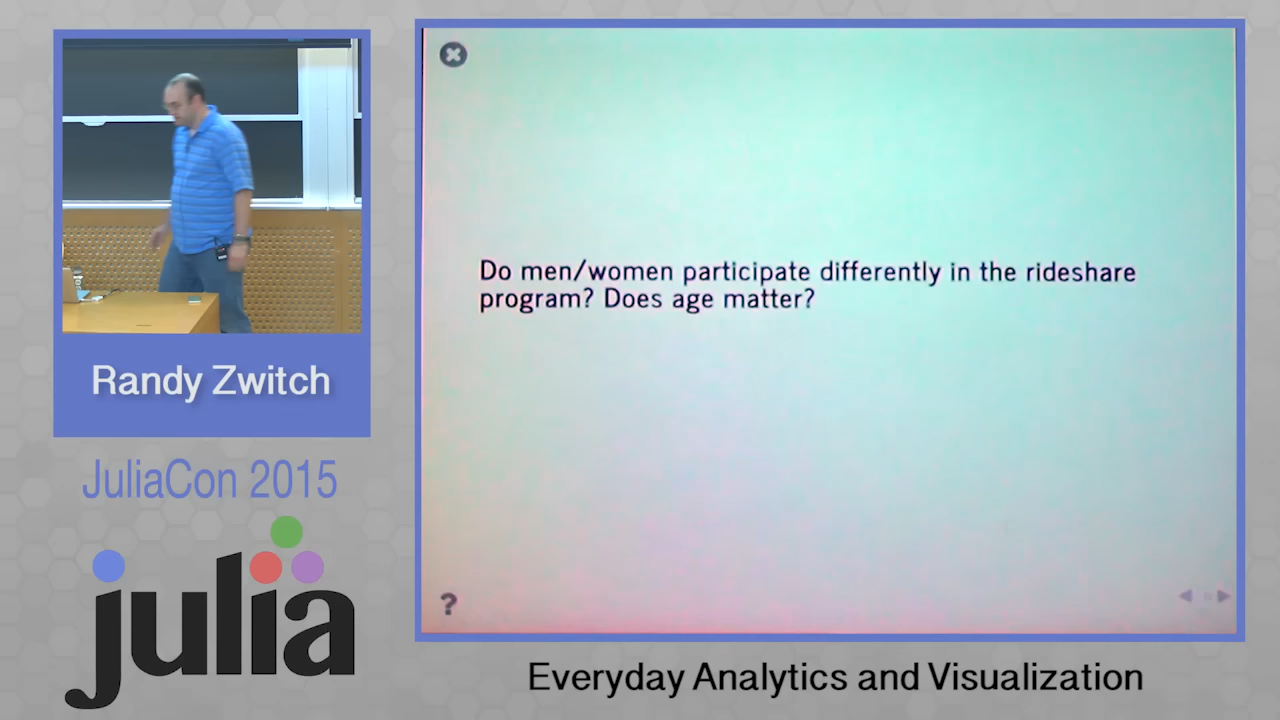 Randy Zwitch
JuliaCon 2015
julia
Do men/women participate differently in the rideshare
program? Does age matter?
?
Everyday Analytics and Visualization